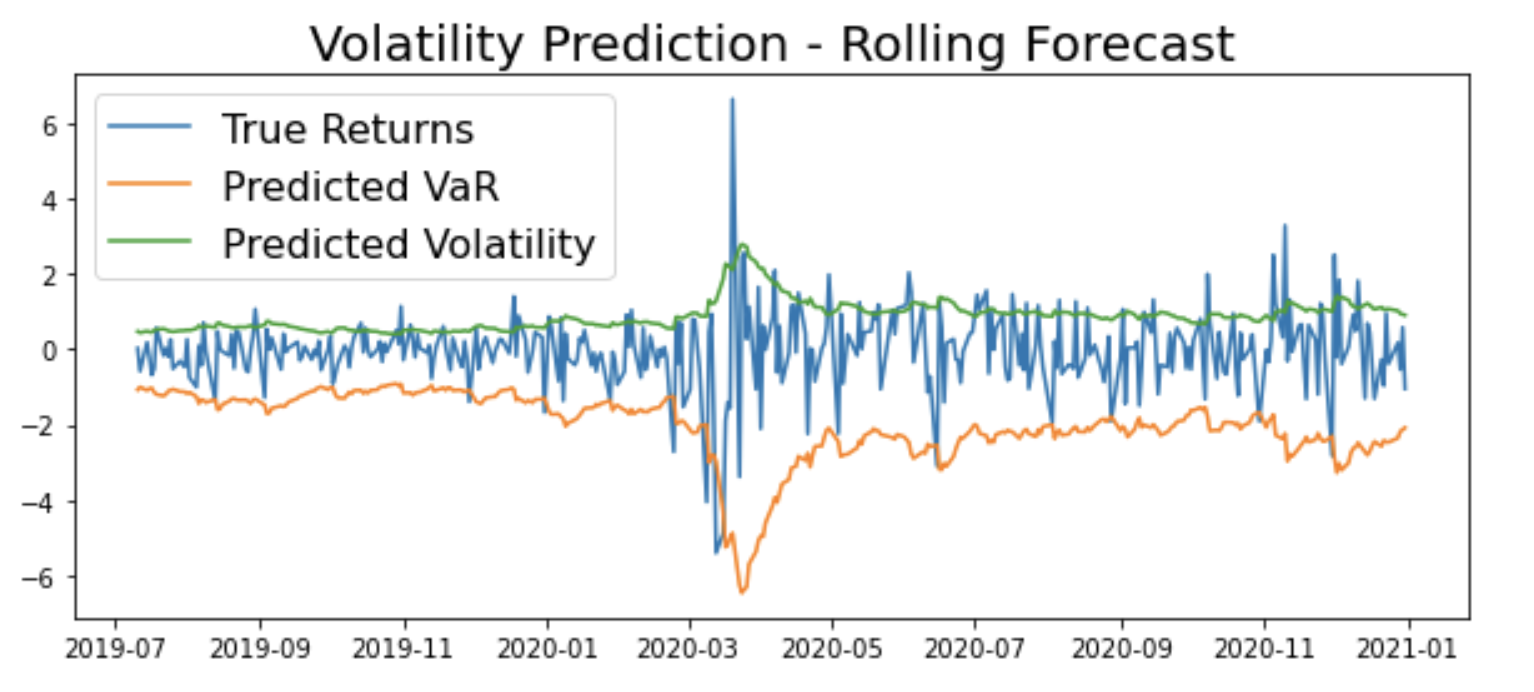 Volatility Prediction - Rolling Forecast
True Returns
Predicted VaR
Predicted Volatility
6
4
2
0
−2
−4
−6
2019-07 2019-09 2019-11 2020-01 2020-03 2020-05 2020-07 2020-09 2020-11 2021-01